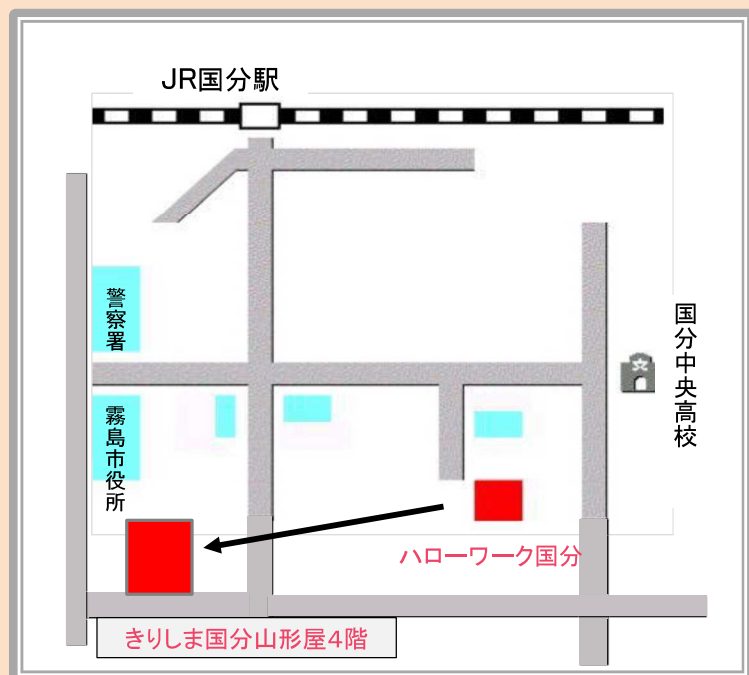 JR国分駅
警察署
国分中央高校
霧島市役所
ハローワーク国分
きりしま国分山形屋4階
文